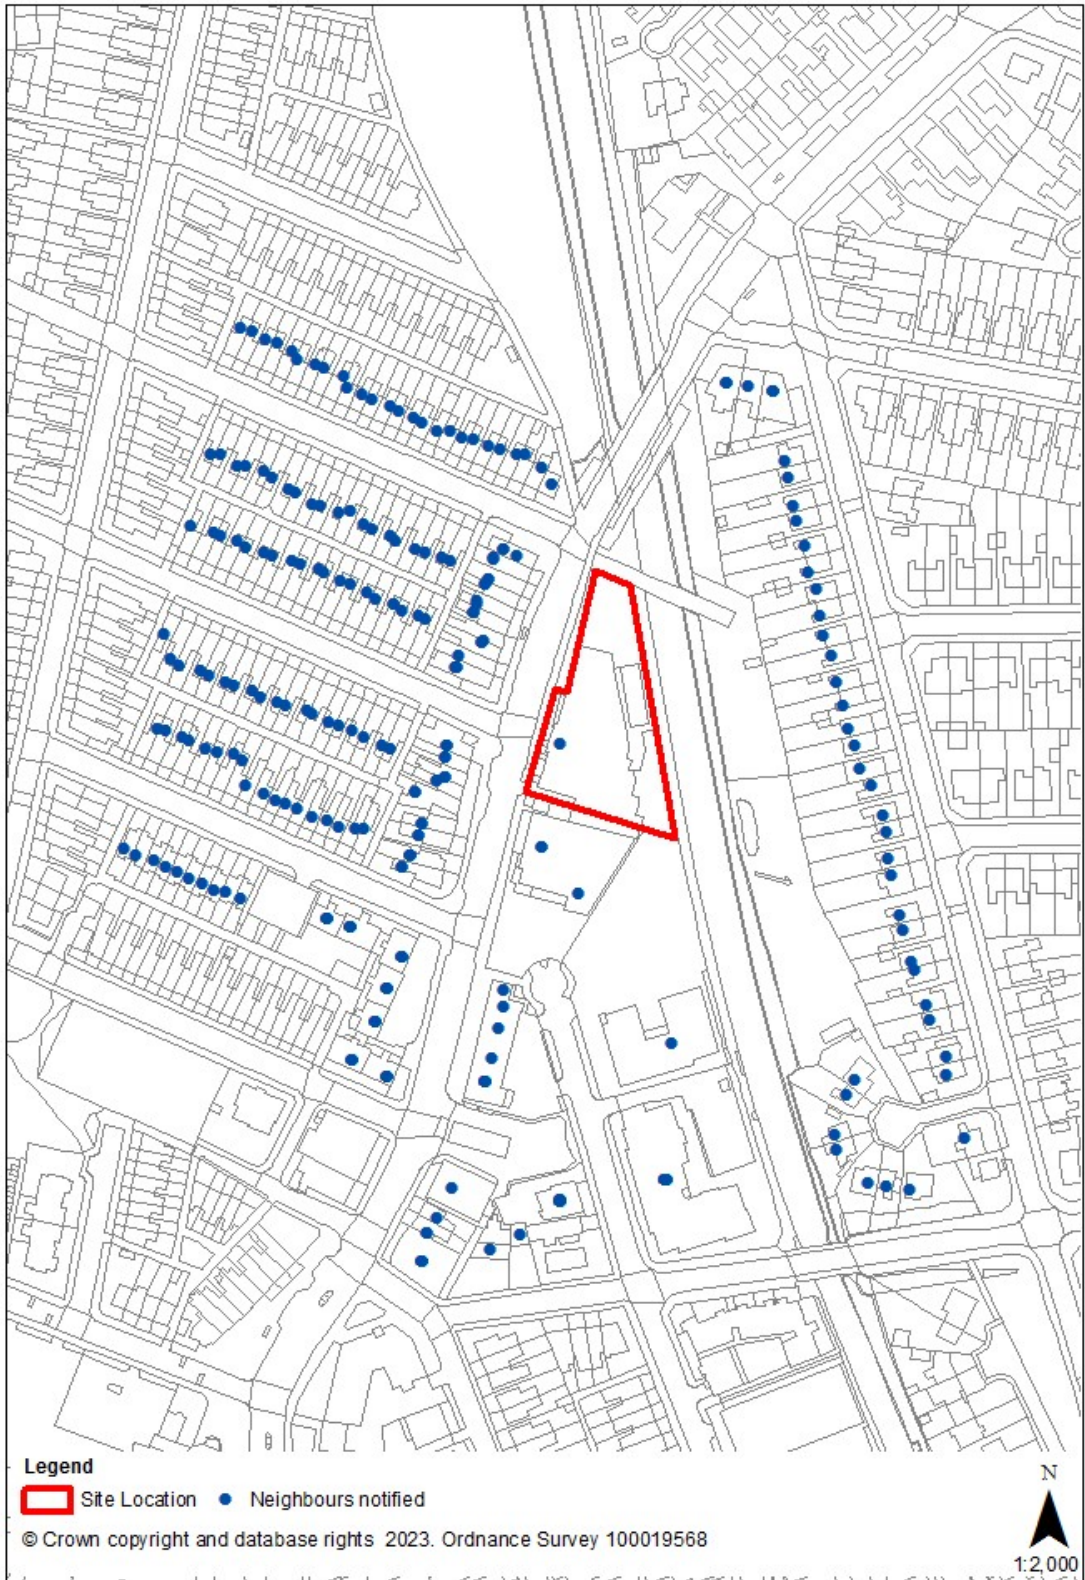 Legend
Site Location Neighbours notified
© Crown copyright and database rights 2023. Ordnance Survey 100019568
N
1:2,000